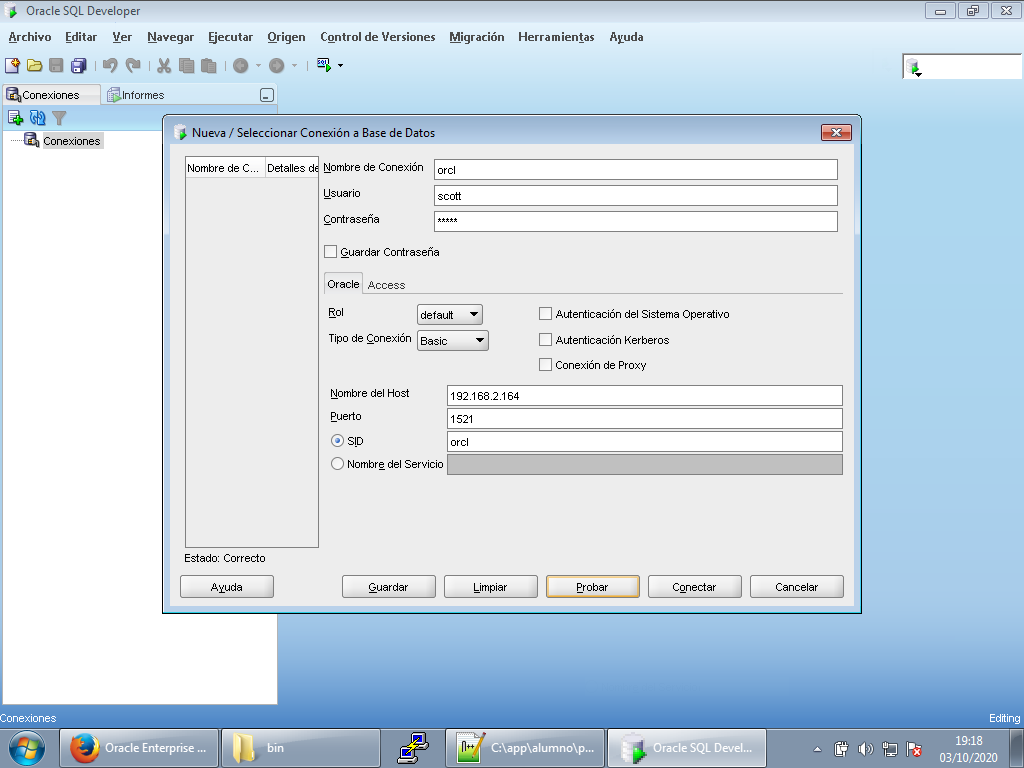 Oracle SQL Developer
Archivo Editar Ver Navegar Ejecutar Origen Control de Versiones Migración Herramientas Ayuda
Conexiones Informes
Conexiones
Nueva / Seleccionar Conexión a Base de Datos
Nombre de C... Detalles de
Nombre de Conexión orcl
Usuario scott
Contraseña *****
Guardar Contraseña
Oracle Access
Rol default Autenticación del Sistema Operativo
Tipo de Conexión Basic Autenticación Kerberos
Conexión de Proxy
Nombre del Host 192.168.2.164
Puerto 1521
SID orcl
Nombre del Servicio
Estado: Correcto
Ayuda Guardar Limpiar Probar Conectar Cancelar
Conexiones Editing
Oracle Enterprise ... bin C:\app\alumno\p... Oracle SQL Devel...
19:18
03/10/2020